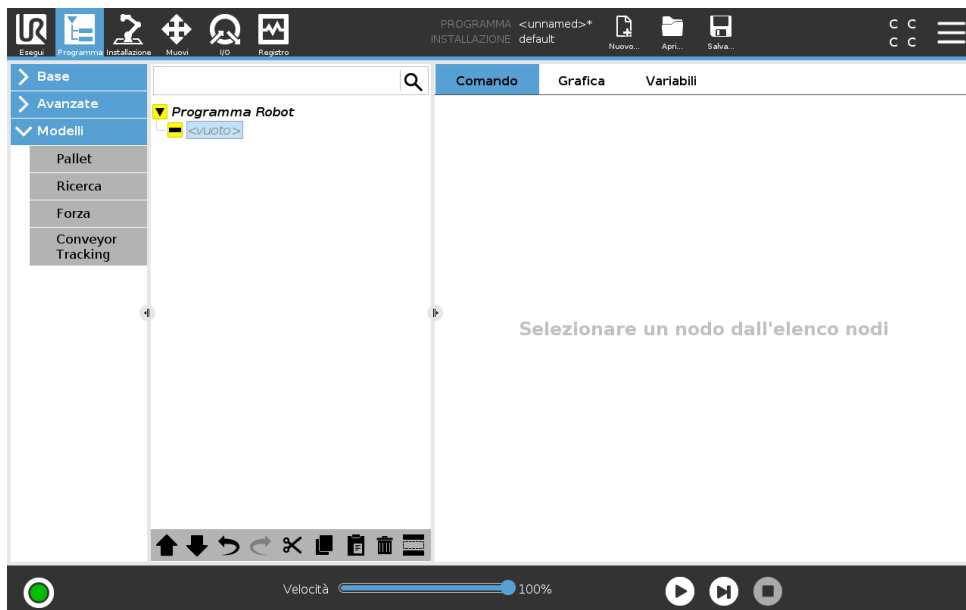 PROGRAMMA <unnamed>*
INSTALLAZIONE default
Esegui Programma Installazione Muovi I/O Registro
Nuovo... Apri... Salva...
C C
C C
Base
Avanzate
Modelli
Pallet
Ricerca
Forza
Conveyor
Tracking
Programma Robot
<vuoto>
Comando Grafica Variabili
Selezionare un nodo dall'elenco nodi
Velocità 100%